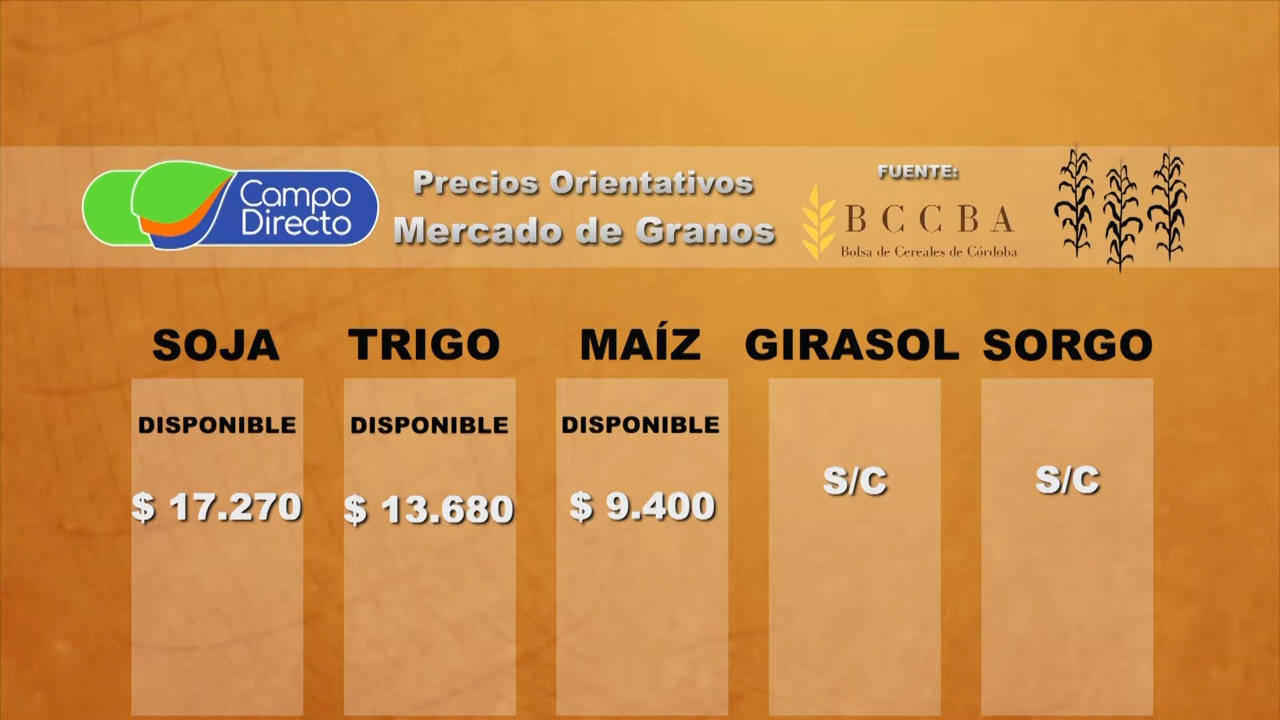 Campo
Directo
Precios Orientativos
Mercado de Granos
FUENTE:
BCCBA
Bolsa de Cereales de Córdoba
SOJA
DISPONIBLE
$ 17.270
TRIGO
DISPONIBLE
$ 13.680
MAÍZ
DISPONIBLE
$ 9.400
GIRASOL
S/C
SORGO
S/C